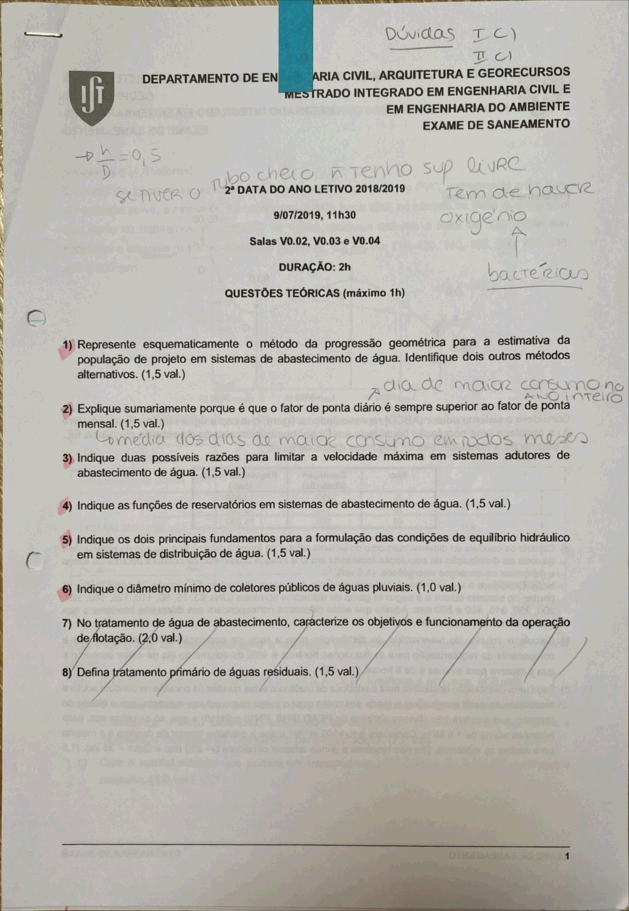 Dúvidas I C)
II C)
IST
DEPARTAMENTO DE EN ARIA CIVIL, ARQUITETURA E GEORECURSOS
MESTRADO INTEGRADO EM ENGENHARIA CIVIL E
EM ENGENHARIA DO AMBIENTE
EXAME DE SANEAMENTO
→ h/D = 0,5
se tiver o tubo cheio ñ tenho sup livre
2ª DATA DO ANO LETIVO 2018/2019
Tem de haver
oxigénio
9/07/2019, 11h30
Salas V0.02, V0.03 e V0.04
bactérias
DURAÇÃO: 2h
QUESTÕES TEÓRICAS (máximo 1h)
1) Represente esquematicamente o método da progressão geométrica para a estimativa da
população de projeto em sistemas de abastecimento de água. Identifique dois outros métodos
alternativos. (1,5 val.)
dia de maior consumo no
ano inteiro
2) Explique sumariamente porque é que o fator de ponta diário é sempre superior ao fator de ponta
mensal. (1,5 val.)
média dos dias de maior consumo em todos meses
3) Indique duas possíveis razões para limitar a velocidade máxima em sistemas adutores de
abastecimento de água. (1,5 val.)
4) Indique as funções de reservatórios em sistemas de abastecimento de água. (1,5 val.)
5) Indique os dois principais fundamentos para a formulação das condições de equilíbrio hidráulico
em sistemas de distribuição de água. (1,5 val.)
6) Indique o diâmetro mínimo de coletores públicos de águas pluviais. (1,0 val.)
7) No tratamento de água de abastecimento, caracterize os objetivos e funcionamento da operação
de flotação. (2,0 val.)
8) Defina tratamento primário de águas residuais. (1,5 val.)
1